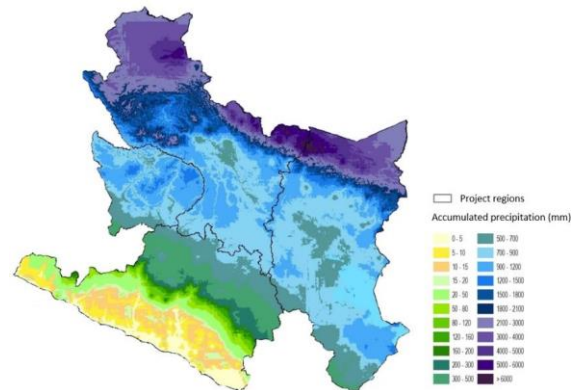 Project regions
Accumulated precipitation (mm)
0 - 5
5 - 10
10 - 15
15 - 20
20 - 50
50 - 80
80 - 120
120 - 160
160 - 200
200 - 300
300 - 500
500 - 700
700 - 900
900 - 1200
1200 - 1500
1500 - 1800
1800 - 2100
2100 - 3000
3000 - 4000
4000 - 5000
5000 - 6000
> 6000